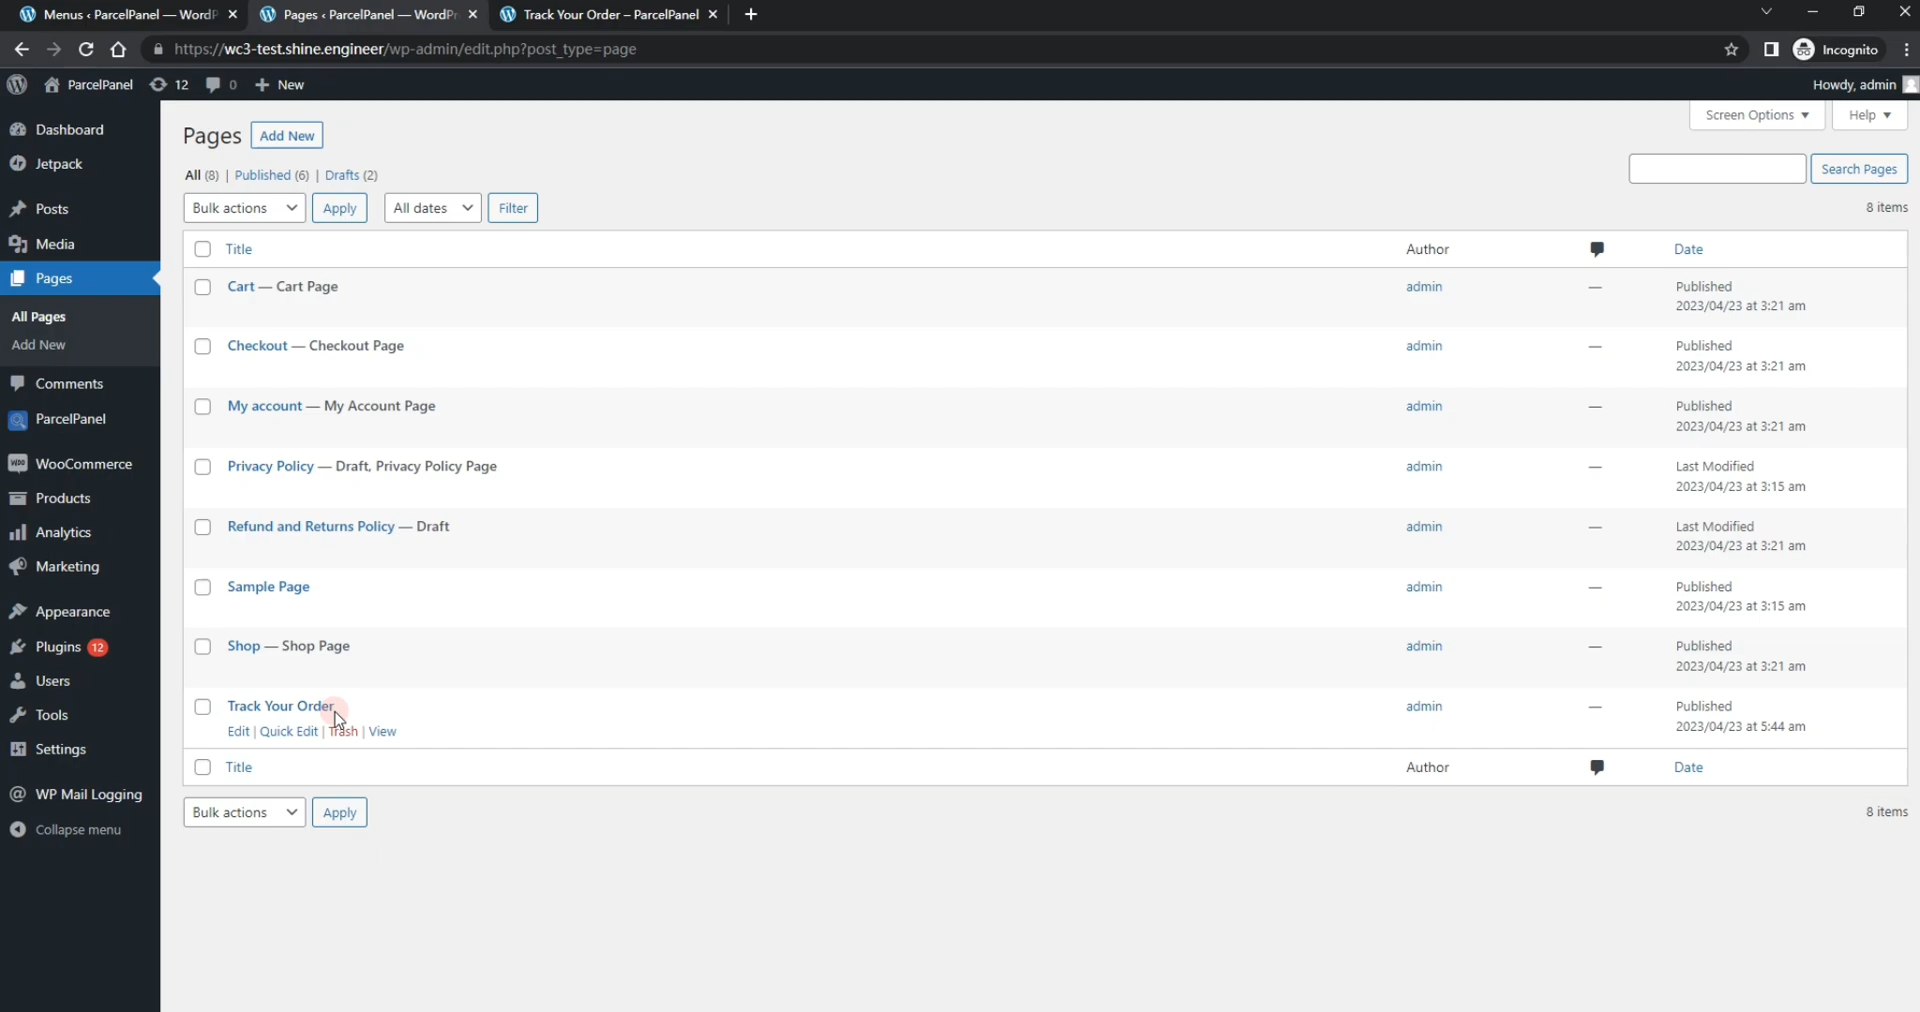 Menus ‹ ParcelPanel — WordP
Pages ‹ ParcelPanel — WordPr
Track Your Order – ParcelPanel
https://wc3-test.shine.engineer/wp-admin/edit.php?post_type=page
Incognito
ParcelPanel
12
0
New
Howdy, admin
Dashboard
Jetpack
Posts
Media
Pages
All Pages
Add New
Comments
ParcelPanel
WooCommerce
Products
Analytics
Marketing
Appearance
Plugins 12
Users
Tools
Settings
WP Mail Logging
Collapse menu
Screen Options
Help
Pages
Add New
All (8) | Published (6) | Drafts (2)
Search Pages
Bulk actions
Apply
All dates
Filter
8 items
Title
Author
Date
Cart — Cart Page
admin
—
Published
2023/04/23 at 3:21 am
Checkout — Checkout Page
admin
—
Published
2023/04/23 at 3:21 am
My account — My Account Page
admin
—
Published
2023/04/23 at 3:21 am
Privacy Policy — Draft, Privacy Policy Page
admin
—
Last Modified
2023/04/23 at 3:15 am
Refund and Returns Policy — Draft
admin
—
Last Modified
2023/04/23 at 3:21 am
Sample Page
admin
—
Published
2023/04/23 at 3:15 am
Shop — Shop Page
admin
—
Published
2023/04/23 at 3:21 am
Track Your Order
Edit | Quick Edit | Trash | View
admin
—
Published
2023/04/23 at 5:44 am
Title
Author
Date
Bulk actions
Apply
8 items